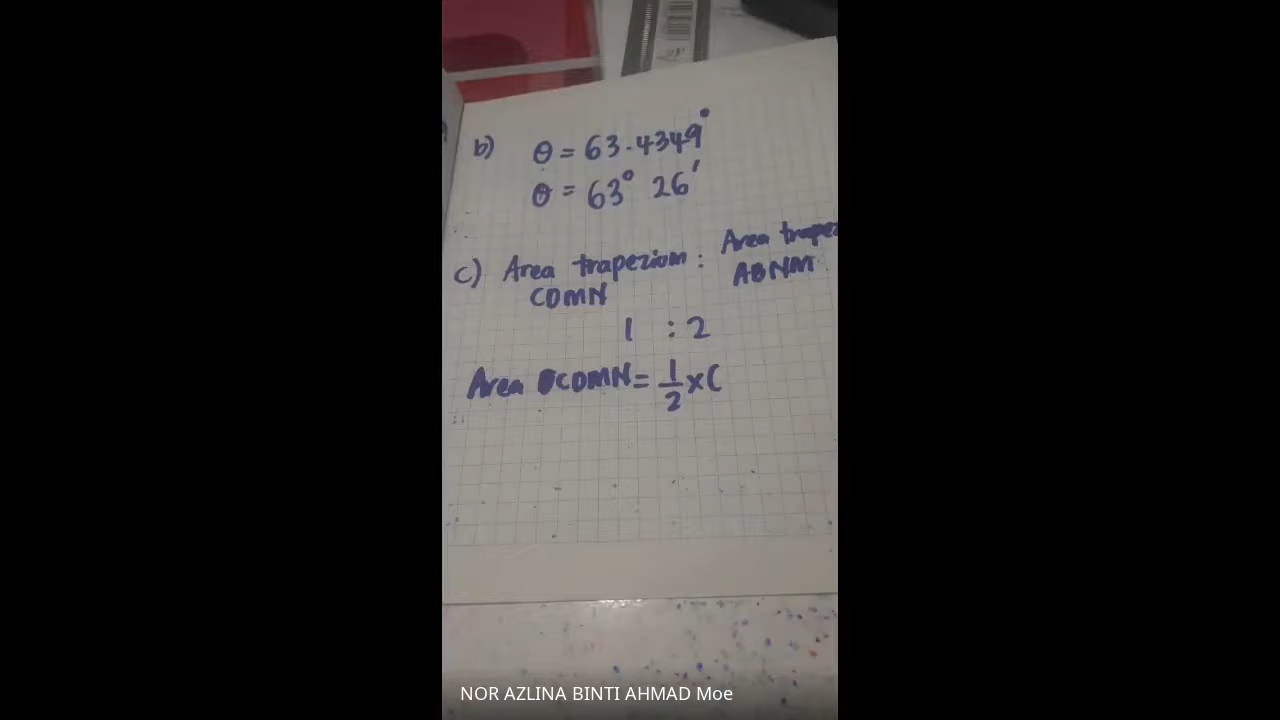 b) θ = 63.4349°
θ = 63° 26'
c) Area trapezium : Area trape
CDMN ABNM
1 : 2
Area CDMN = 1/2 x (
NOR AZLINA BINTI AHMAD Moe